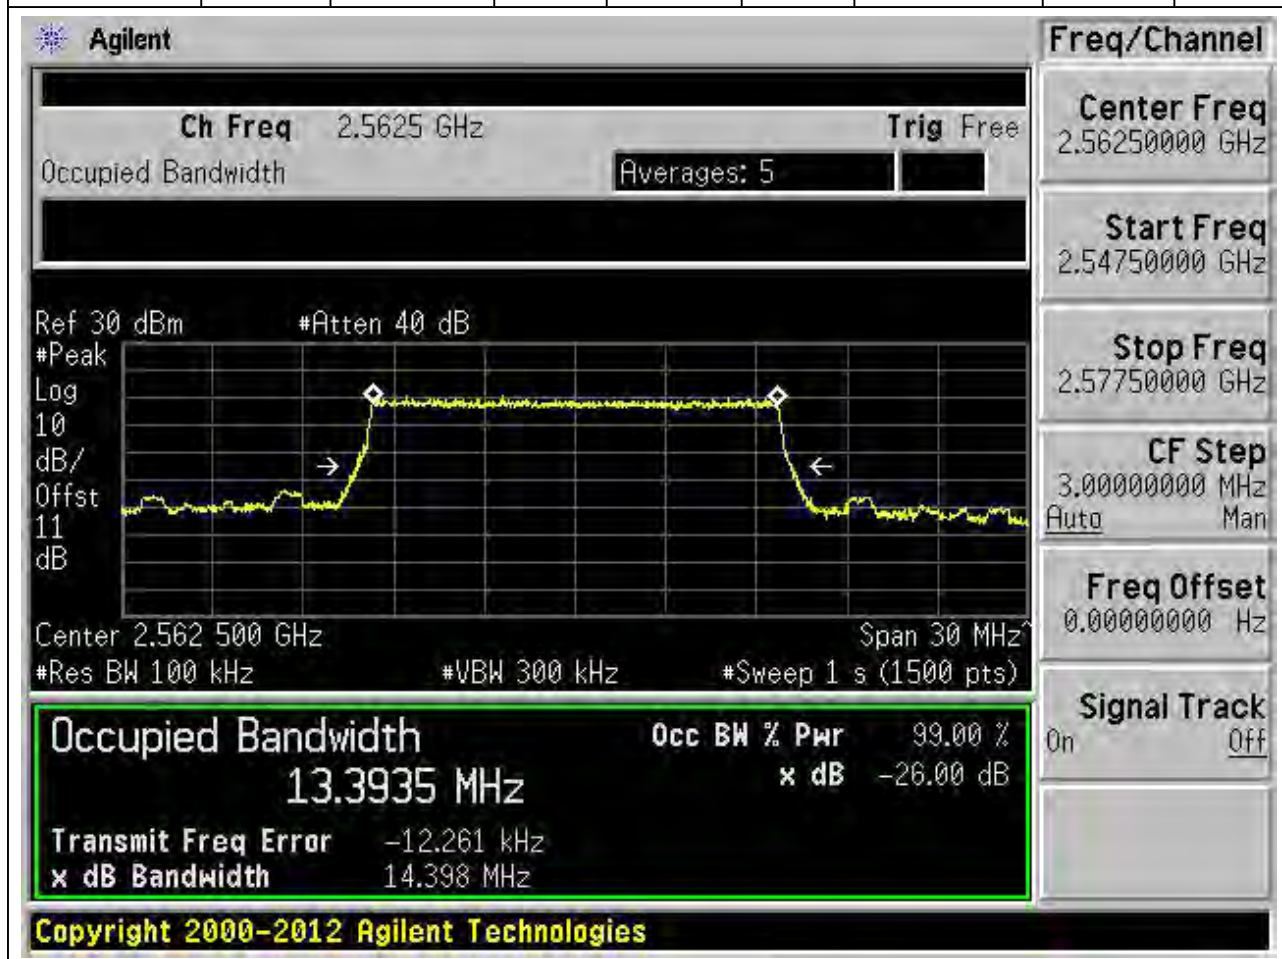 Agilent
Freq/Channel
Ch Freq 2.5625 GHz Trig Free
Occupied Bandwidth Averages: 5
Center Freq
2.56250000 GHz
Start Freq
2.54750000 GHz
Stop Freq
2.57750000 GHz
CF Step
3.00000000 MHz
Auto Man
Freq Offset
0.00000000 Hz
Signal Track
On Off
Ref 30 dBm #Atten 40 dB
#Peak
Log
10
dB/
Offst
11
dB
Center 2.562 500 GHz Span 30 MHz^
#Res BW 100 kHz #VBW 300 kHz #Sweep 1 s (1500 pts)
Occupied Bandwidth Occ BW % Pwr 99.00 %
13.3935 MHz x dB -26.00 dB
Transmit Freq Error -12.261 kHz
x dB Bandwidth 14.398 MHz
Copyright 2000-2012 Agilent Technologies